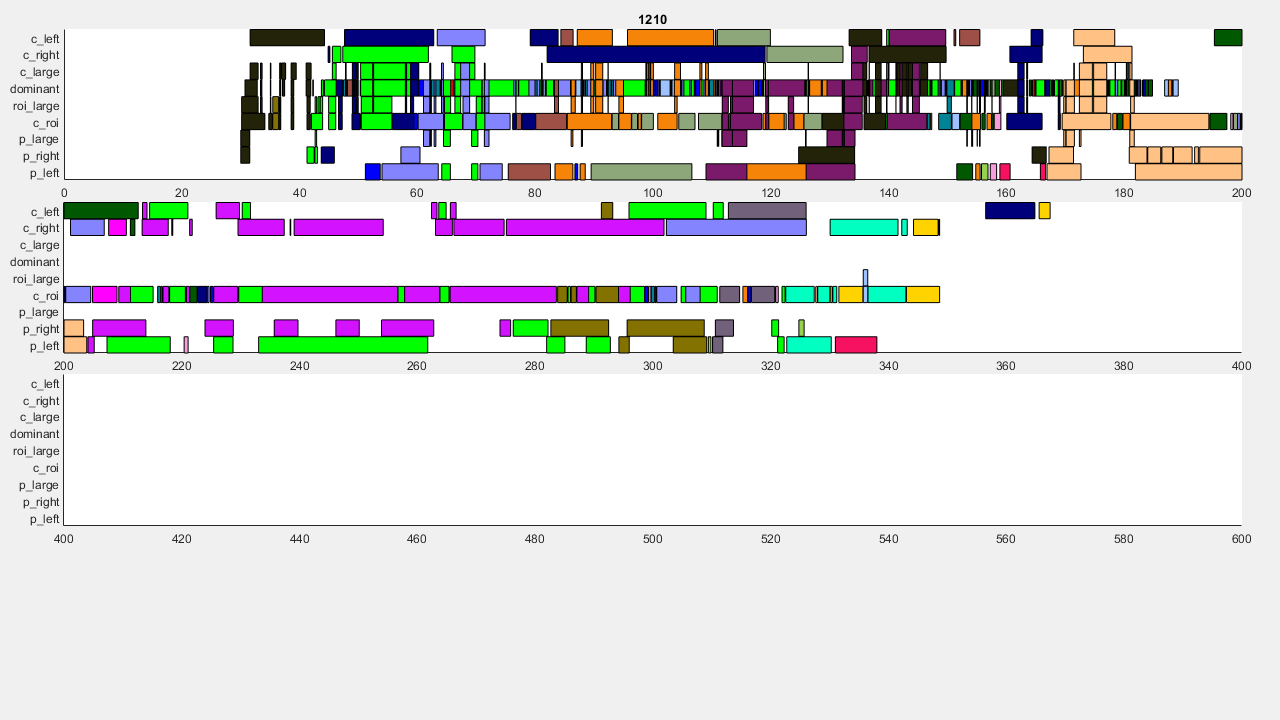 1210
c_left
c_right
c_large
dominant
roi_large
c_roi
p_large
p_right
p_left
0 20 40 60 80 100 120 140 160 180 200
c_left
c_right
c_large
dominant
roi_large
c_roi
p_large
p_right
p_left
200 220 240 260 280 300 320 340 360 380 400
c_left
c_right
c_large
dominant
roi_large
c_roi
p_large
p_right
p_left
400 420 440 460 480 500 520 540 560 580 600